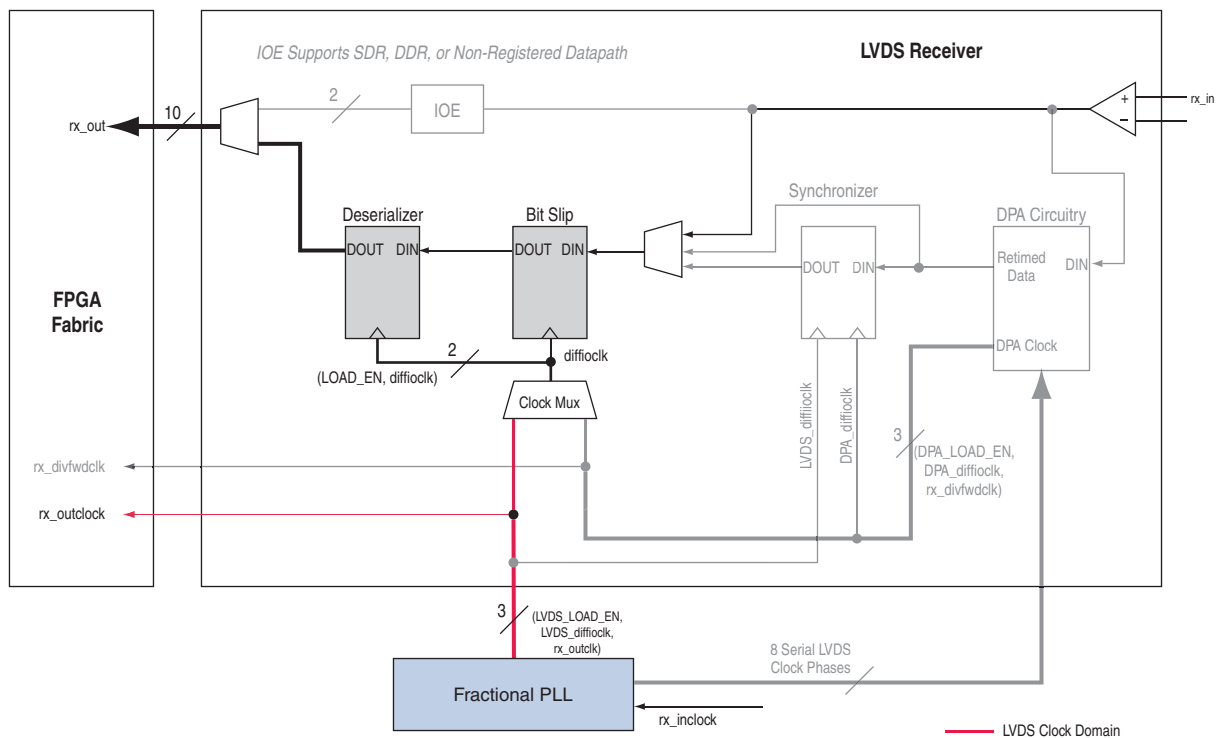 IOE Supports SDR, DDR, or Non-Registered Datapath
LVDS Receiver
2
IOE
+
−
rx_in
10
rx_out
Synchronizer
Deserializer
Bit Slip
DPA Circuitry
DOUT DIN
DOUT DIN
DOUT DIN
Retimed
Data
DIN
FPGA
Fabric
2
diffioclk
(LOAD_EN, diffioclk)
DPA Clock
Clock Mux
LVDS_diffiioclk
DPA_diffioclk
3
(DPA_LOAD_EN,
DPA_diffioclk,
rx_divfwdclk)
rx_divfwdclk
rx_outclock
3
(LVDS_LOAD_EN,
LVDS_diffioclk,
rx_outclk)
8 Serial LVDS
Clock Phases
Fractional PLL
rx_inclock
LVDS Clock Domain